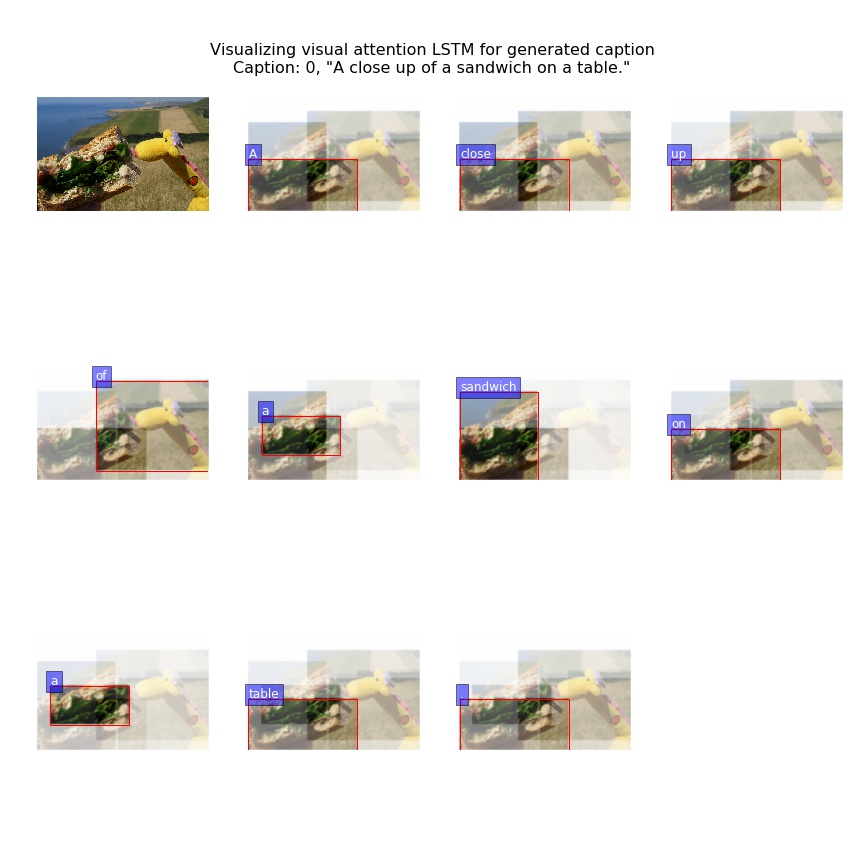 Visualizing visual attention LSTM for generated caption
Caption: 0, "A close up of a sandwich on a table."
A
close
up
of
a
sandwich
on
a
table